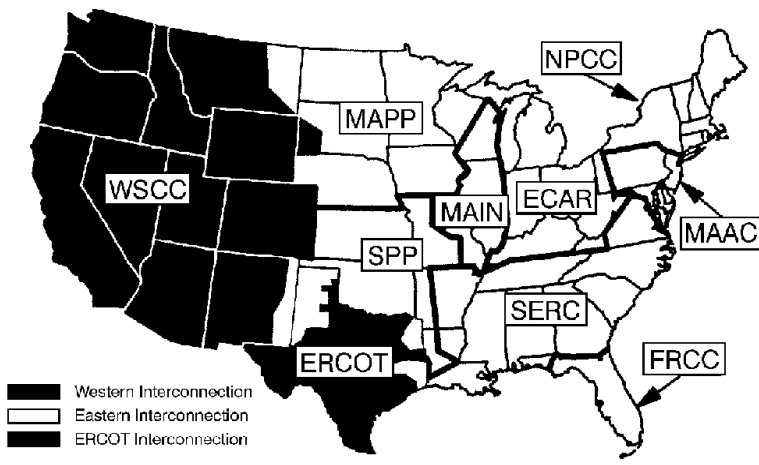 NPCC
MAPP
WSCC
MAIN
ECAR
MAAC
SPP
SERC
ERCOT
FRCC
Western Interconnection
Eastern Interconnection
ERCOT Interconnection